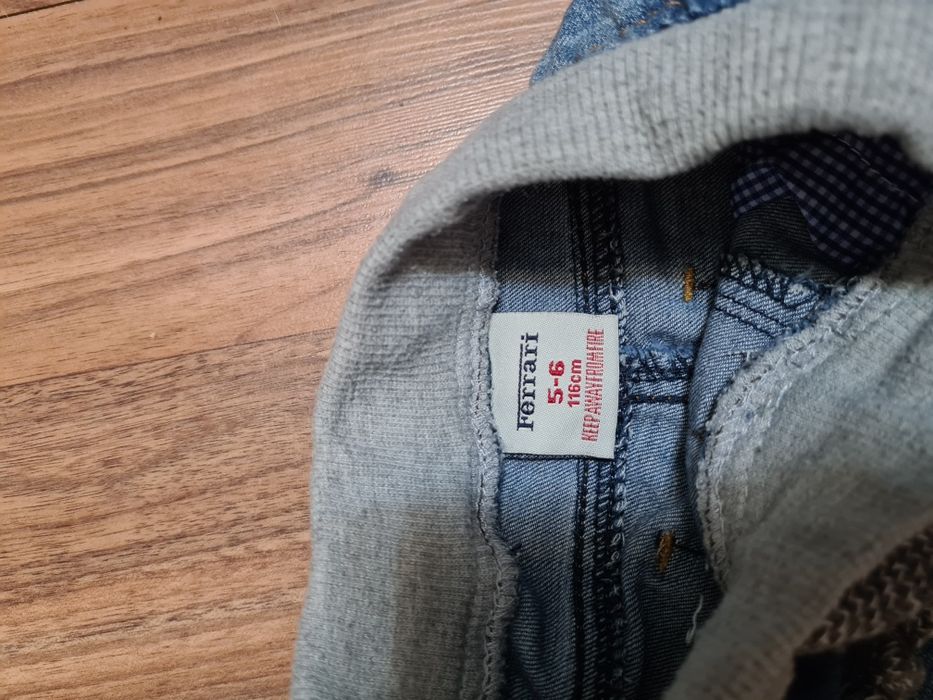 Ferrari
5-6
116cm
KEEP AWAY FROM FIRE